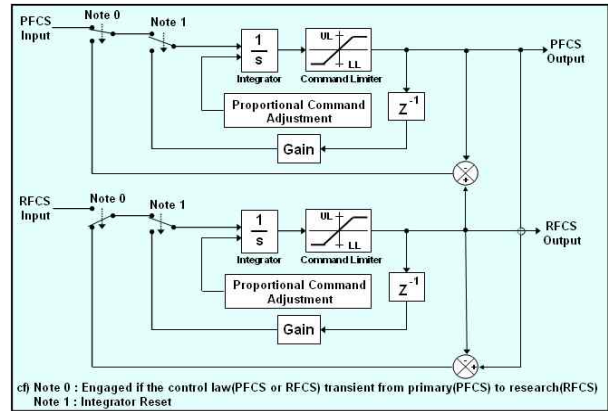 PFCS
Input
Note 0
Note 1
1
s
Integrator
UL
LL
Command Limiter
PFCS
Output
Z-1
Proportional Command
Adjustment
Gain
-
+
RFCS
Input
Note 0
Note 1
1
s
Integrator
UL
LL
Command Limiter
RFCS
Output
Z-1
Proportional Command
Adjustment
Gain
-
+
cf) Note 0 : Engaged if the control law(PFCS or RFCS) transient from primary(PFCS) to research(RFCS)
Note 1 : Integrator Reset